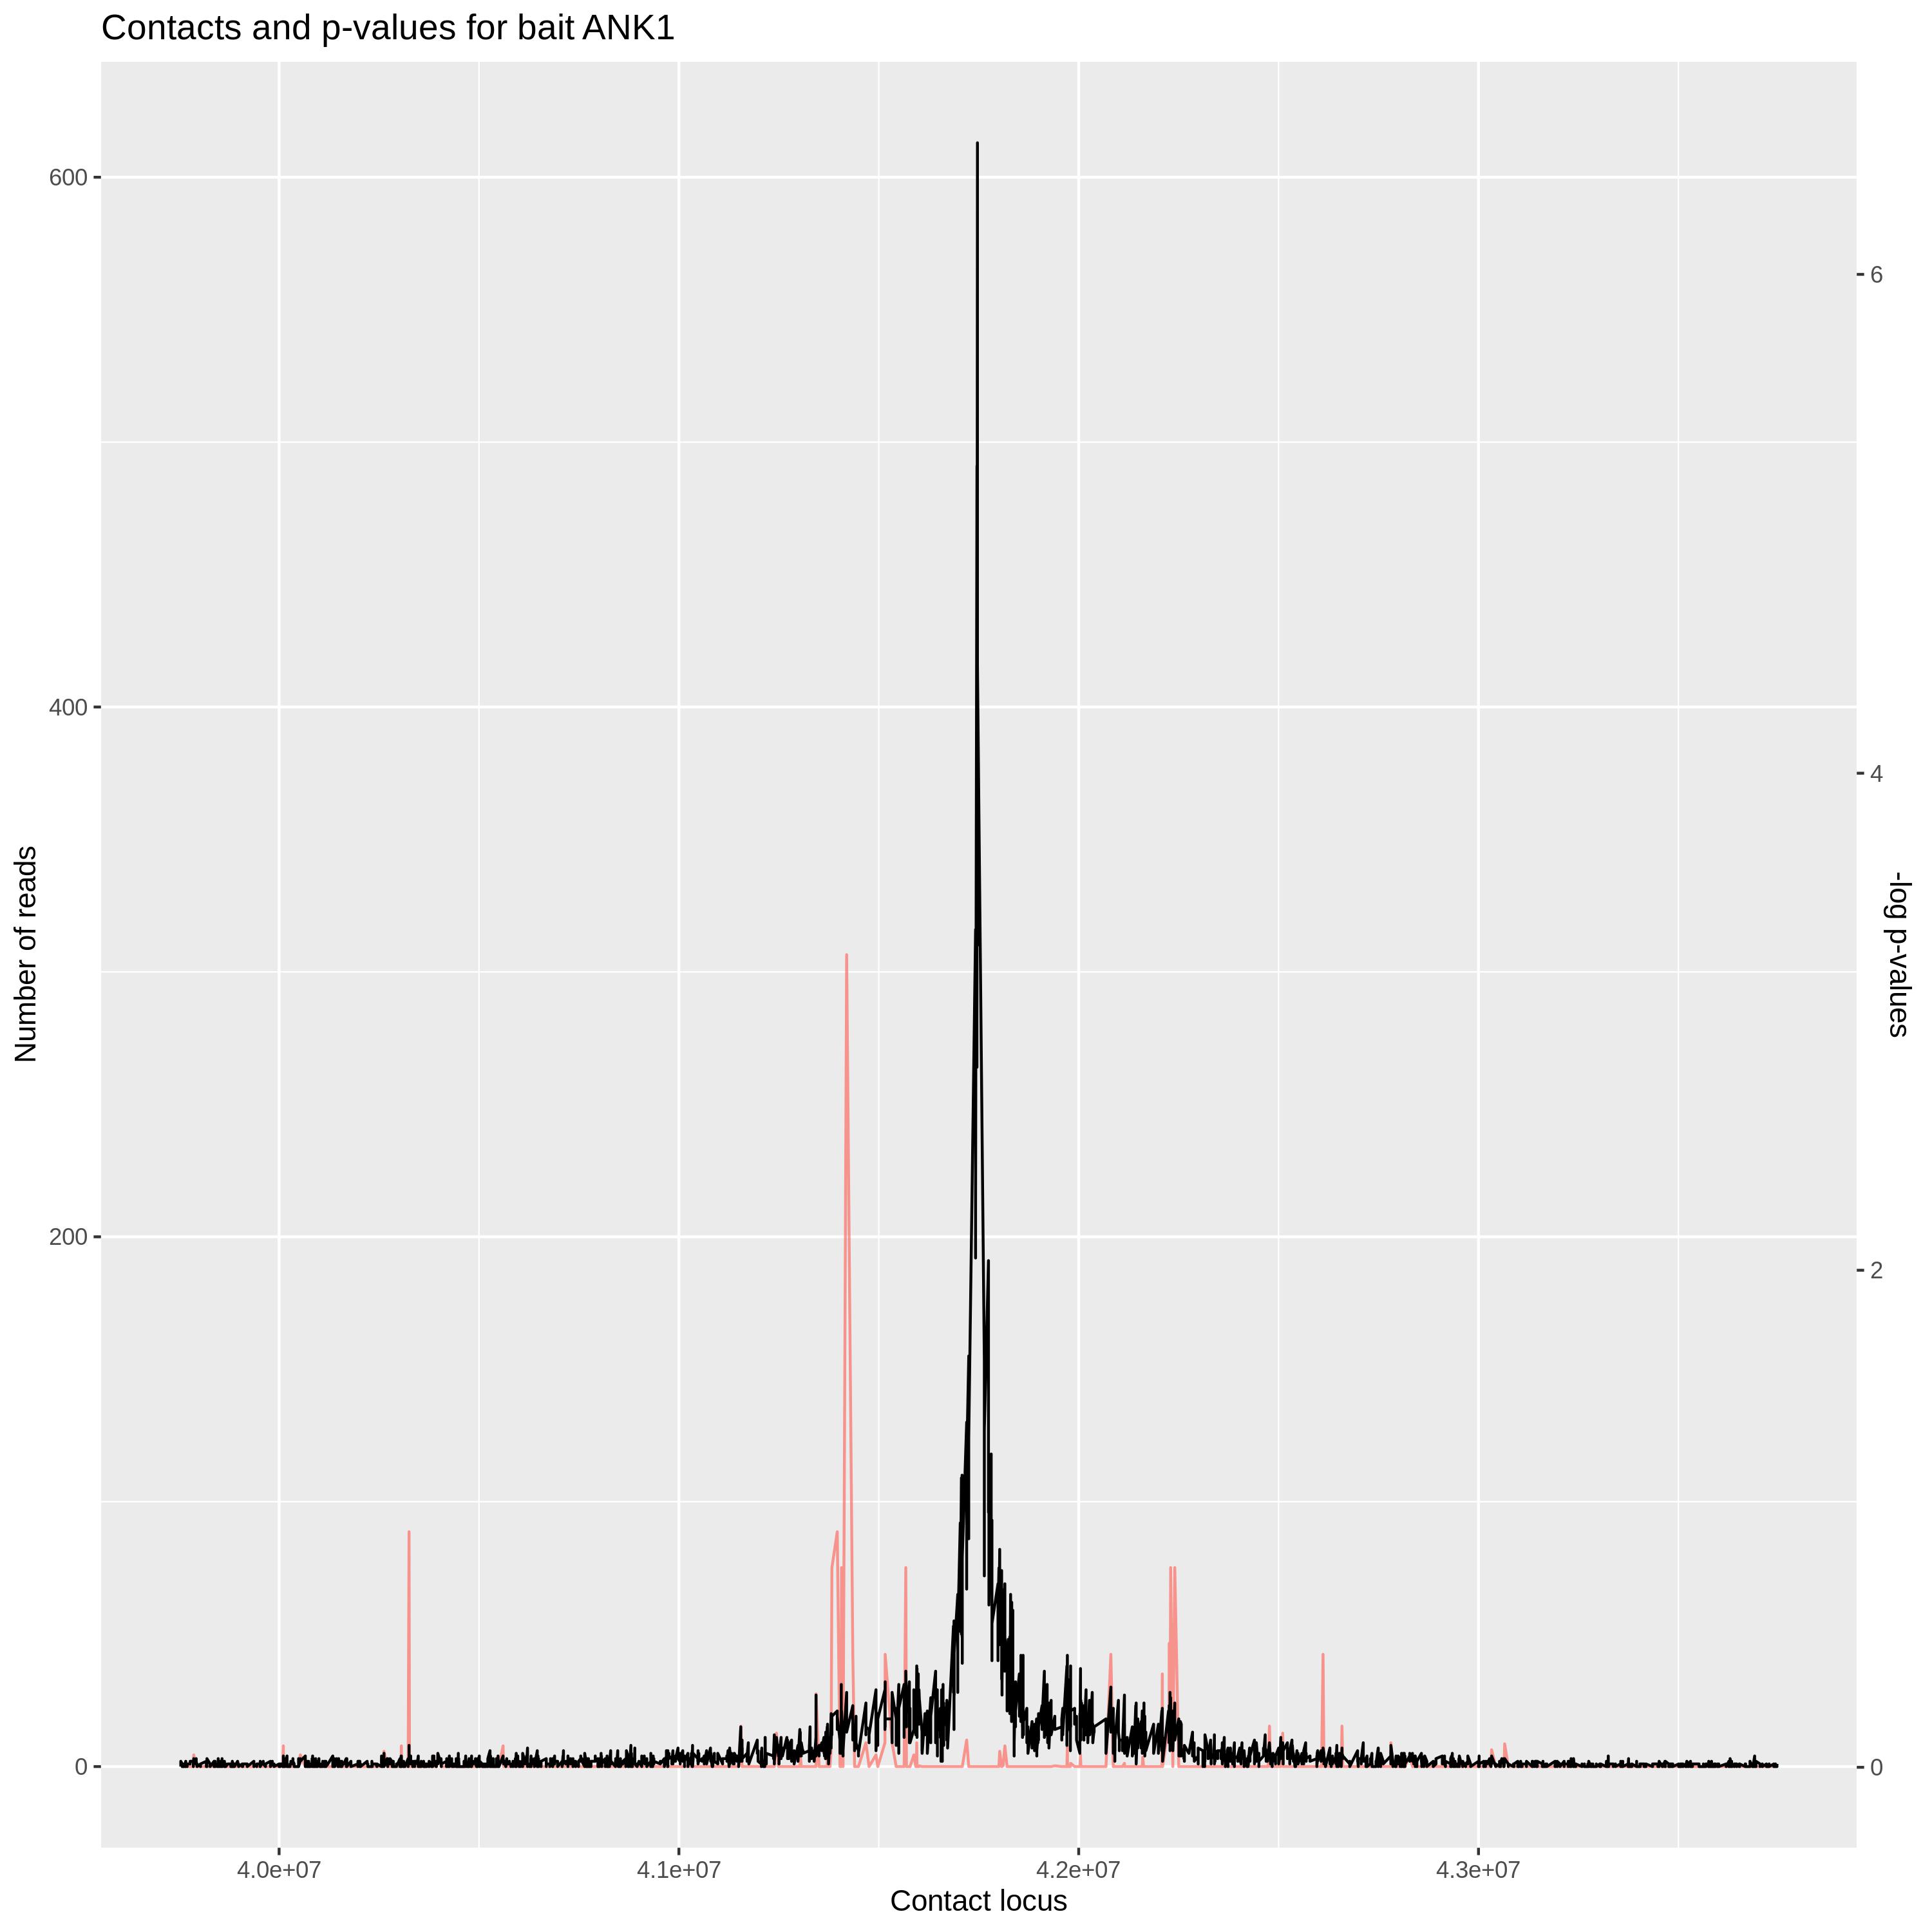 Contacts and p-values for bait ANK1
600
400
200
0
Number of reads
6
4
2
0
-log p-values
4.0e+07 4.1e+07 4.2e+07 4.3e+07
Contact locus